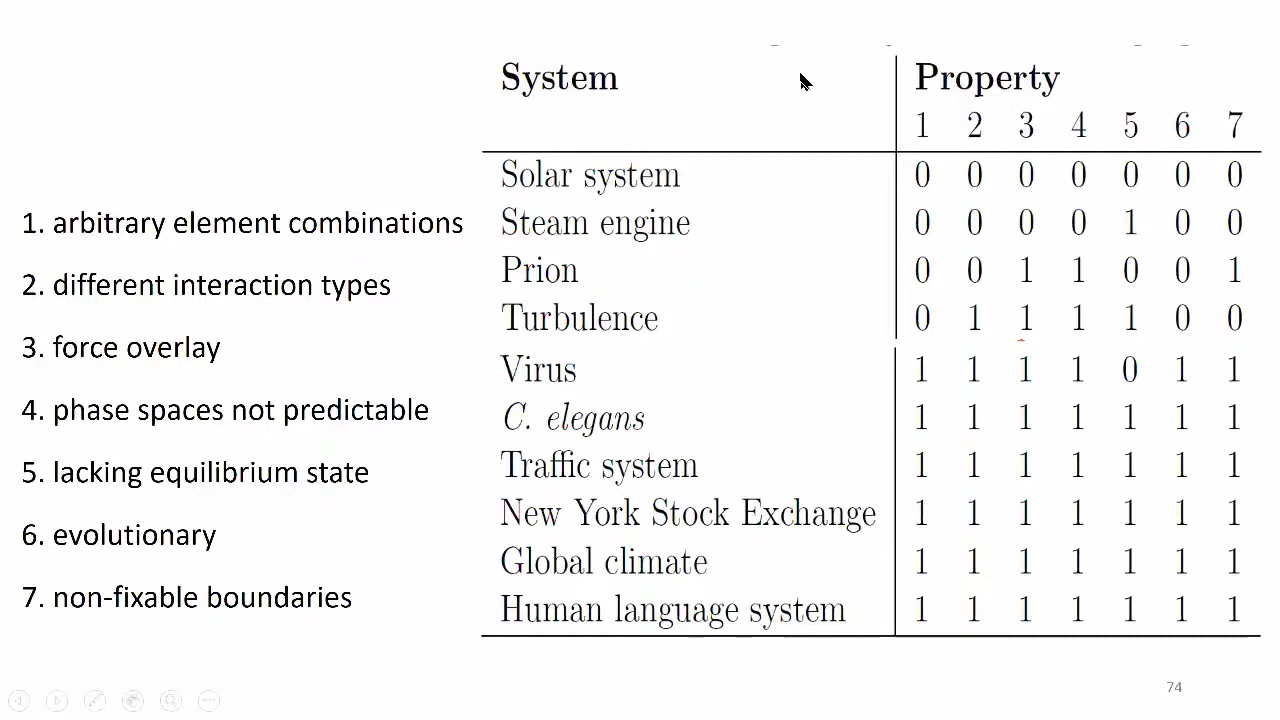 1. arbitrary element combinations
2. different interaction types
3. force overlay
4. phase spaces not predictable
5. lacking equilibrium state
6. evolutionary
7. non-fixable boundaries
System Property
1 2 3 4 5 6 7
Solar system 0 0 0 0 0 0 0
Steam engine 0 0 0 0 1 0 0
Prion 0 0 1 1 0 0 1
Turbulence 0 1 1 1 1 0 0
Virus 1 1 1 1 0 1 1
C. elegans 1 1 1 1 1 1 1
Traffic system 1 1 1 1 1 1 1
New York Stock Exchange 1 1 1 1 1 1 1
Global climate 1 1 1 1 1 1 1
Human language system 1 1 1 1 1 1 1
74